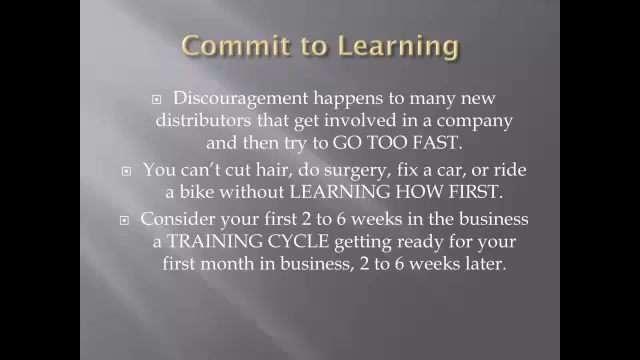 Commit to Learning
Discouragement happens to many new
distributors that get involved in a company
and then try to GO TOO FAST.
You can't cut hair, do surgery, fix a car, or ride
a bike without LEARNING HOW FIRST.
Consider your first 2 to 6 weeks in the business
a TRAINING CYCLE getting ready for your
first month in business, 2 to 6 weeks later.